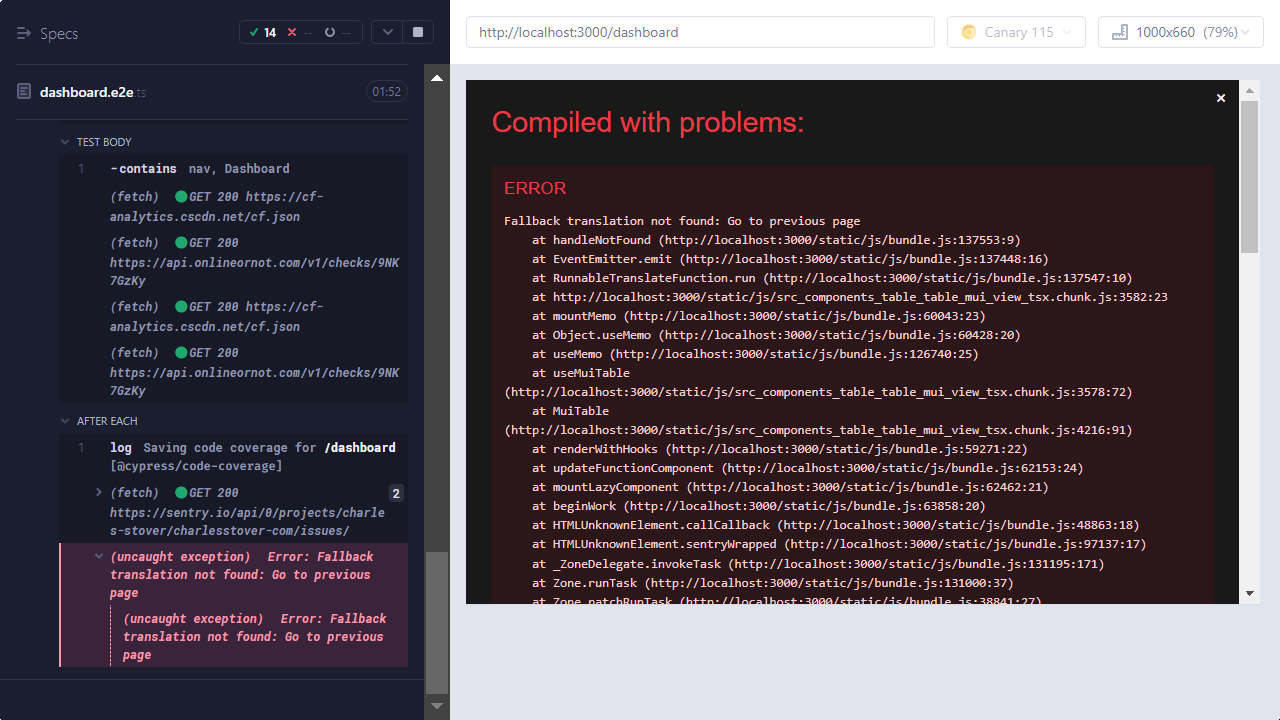 Specs
14
--
--
dashboard.e2e.ts
01:52
TEST BODY
1 -contains nav, Dashboard
(fetch) GET 200 https://cf-
analytics.cscdn.net/cf.json
(fetch) GET 200
https://api.onlineornot.com/v1/checks/9NK
7GzKy
(fetch) GET 200 https://cf-
analytics.cscdn.net/cf.json
(fetch) GET 200
https://api.onlineornot.com/v1/checks/9NK
7GzKy
AFTER EACH
1 log Saving code coverage for /dashboard
[@cypress/code-coverage]
(fetch) GET 200 2
https://sentry.io/api/0/projects/charle
s-stover/charlesstover-com/issues/
(uncaught exception) Error: Fallback
translation not found: Go to previous
page
(uncaught exception) Error: Fallback
translation not found: Go to previous
page
http://localhost:3000/dashboard
Canary 115
1000x660 (79%)
Compiled with problems:
×
ERROR
Fallback translation not found: Go to previous page
at handleNotFound (http://localhost:3000/static/js/bundle.js:137553:9)
at EventEmitter.emit (http://localhost:3000/static/js/bundle.js:137448:16)
at RunnableTranslateFunction.run (http://localhost:3000/static/js/bundle.js:137547:10)
at http://localhost:3000/static/js/src_components_table_table_mui_view_tsx.chunk.js:3582:23
at mountMemo (http://localhost:3000/static/js/bundle.js:60043:23)
at Object.useMemo (http://localhost:3000/static/js/bundle.js:60428:20)
at useMemo (http://localhost:3000/static/js/bundle.js:126740:25)
at useMuiTable
(http://localhost:3000/static/js/src_components_table_table_mui_view_tsx.chunk.js:3578:72)
at MuiTable
(http://localhost:3000/static/js/src_components_table_table_mui_view_tsx.chunk.js:4216:91)
at renderWithHooks (http://localhost:3000/static/js/bundle.js:59271:22)
at updateFunctionComponent (http://localhost:3000/static/js/bundle.js:62153:24)
at mountLazyComponent (http://localhost:3000/static/js/bundle.js:62462:21)
at beginWork (http://localhost:3000/static/js/bundle.js:63858:20)
at HTMLUnknownElement.callCallback (http://localhost:3000/static/js/bundle.js:48863:18)
at HTMLUnknownElement.sentryWrapped (http://localhost:3000/static/js/bundle.js:97137:17)
at _ZoneDelegate.invokeTask (http://localhost:3000/static/js/bundle.js:131195:171)
at Zone.runTask (http://localhost:3000/static/js/bundle.js:131000:37)
at Zone.patchRunTask (http://localhost:3000/static/js/bundle.js:38841:27)